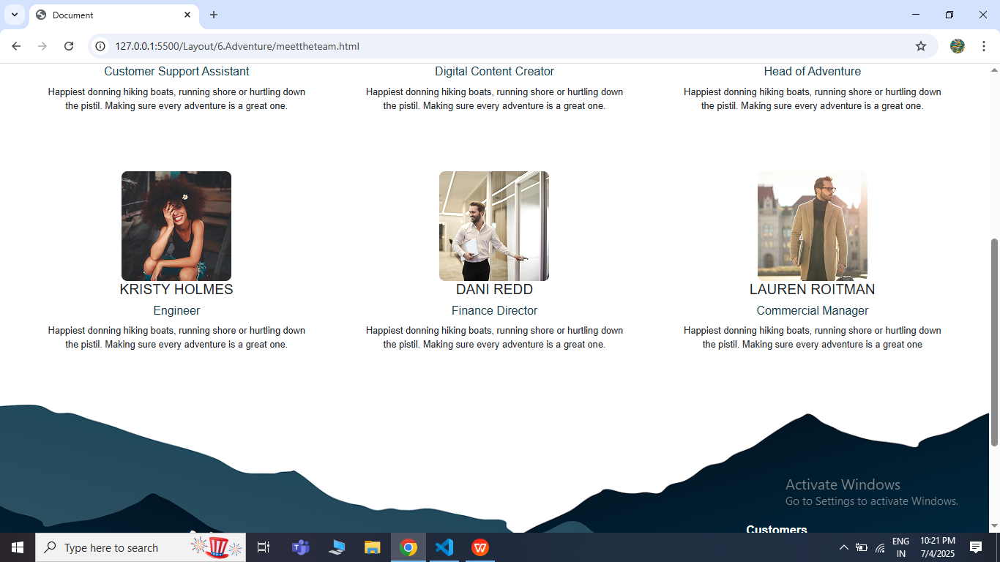 Document
127.0.0.1:5500/Layout/6.Adventure/meettheteam.html
Customer Support Assistant
Happiest donning hiking boats, running shore or hurtling down
the pistil. Making sure every adventure is a great one.
Digital Content Creator
Happiest donning hiking boats, running shore or hurtling down
the pistil. Making sure every adventure is a great one.
Head of Adventure
Happiest donning hiking boats, running shore or hurtling down
the pistil. Making sure every adventure is a great one.
KRISTY HOLMES
Engineer
Happiest donning hiking boats, running shore or hurtling down
the pistil. Making sure every adventure is a great one.
DANI REDD
Finance Director
Happiest donning hiking boats, running shore or hurtling down
the pistil. Making sure every adventure is a great one.
LAUREN ROITMAN
Commercial Manager
Happiest donning hiking boats, running shore or hurtling down
the pistil. Making sure every adventure is a great one
Activate Windows
Go to Settings to activate Windows.
Customers
Type here to search
ENG
IN
10:21 PM
7/4/2025